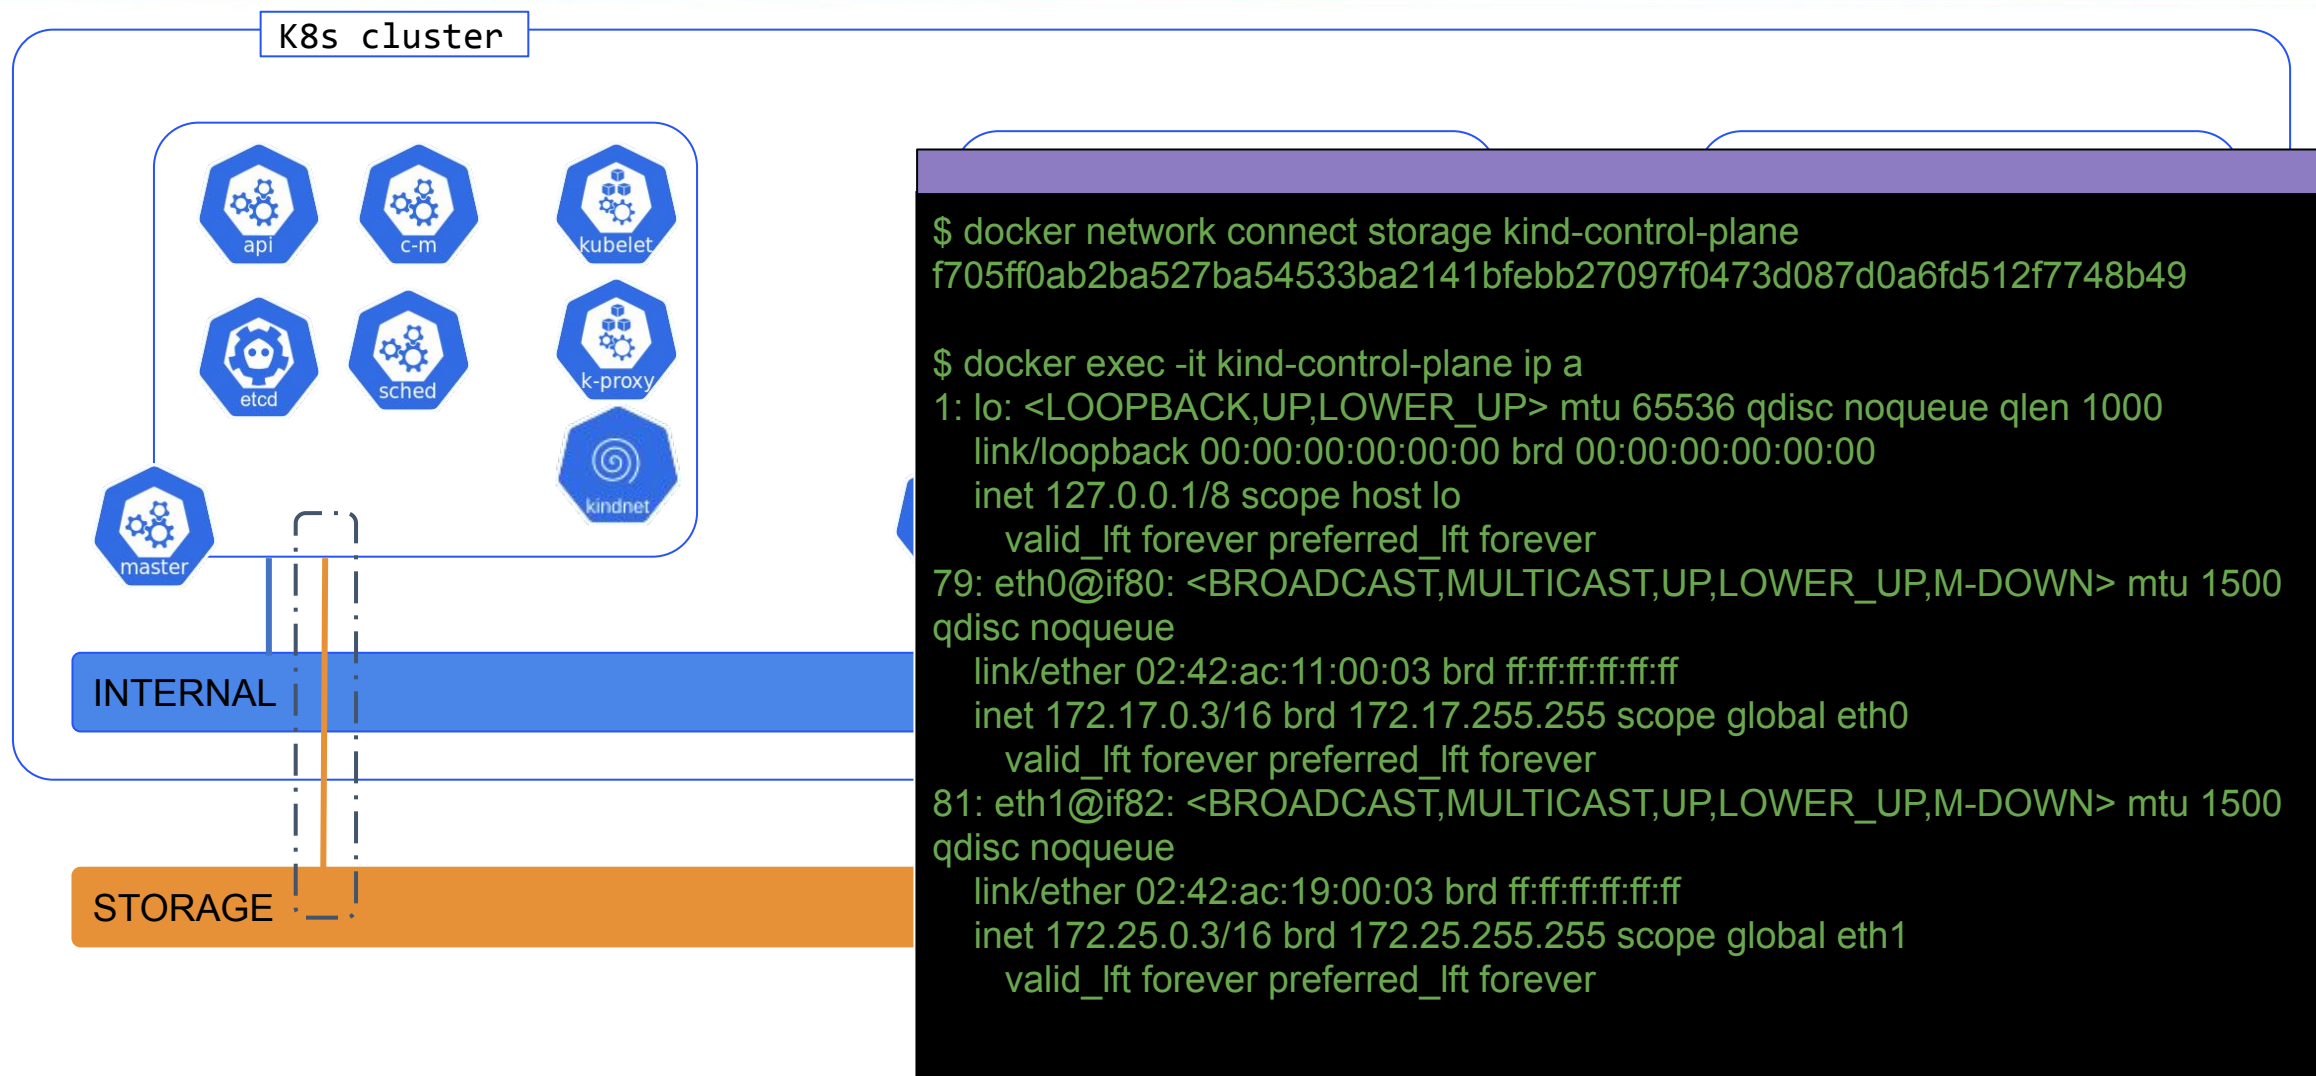 K8s cluster
api
c-m
kubelet
etcd
sched
k-proxy
kindnet
master
INTERNAL
STORAGE
$ docker network connect storage kind-control-plane
f705ff0ab2ba527ba54533ba2141bfebb27097f0473d087d0a6fd512f7748b49
$ docker exec -it kind-control-plane ip a
1: lo: <LOOPBACK,UP,LOWER_UP> mtu 65536 qdisc noqueue qlen 1000
link/loopback 00:00:00:00:00:00 brd 00:00:00:00:00:00
inet 127.0.0.1/8 scope host lo
valid_lft forever preferred_lft forever
79: eth0@if80: <BROADCAST,MULTICAST,UP,LOWER_UP,M-DOWN> mtu 1500
qdisc noqueue
link/ether 02:42:ac:11:00:03 brd ff:ff:ff:ff:ff:ff
inet 172.17.0.3/16 brd 172.17.255.255 scope global eth0
valid_lft forever preferred_lft forever
81: eth1@if82: <BROADCAST,MULTICAST,UP,LOWER_UP,M-DOWN> mtu 1500
qdisc noqueue
link/ether 02:42:ac:19:00:03 brd ff:ff:ff:ff:ff:ff
inet 172.25.0.3/16 brd 172.25.255.255 scope global eth1
valid_lft forever preferred_lft forever